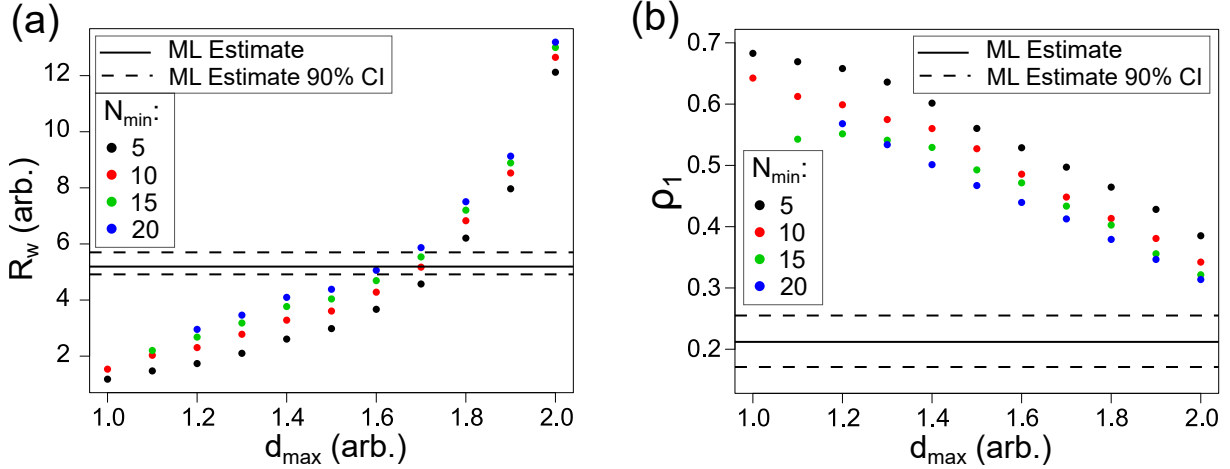 (a)
ML Estimate
ML Estimate 90% CI
N_min:
5
10
15
20
12
10
8
6
4
2
R_w (arb.)
1.0 1.2 1.4 1.6 1.8 2.0
d_max (arb.)
(b)
ML Estimate
ML Estimate 90% CI
N_min:
5
10
15
20
0.7
0.6
0.5
0.4
0.3
0.2
ρ_1
1.0 1.2 1.4 1.6 1.8 2.0
d_max (arb.)